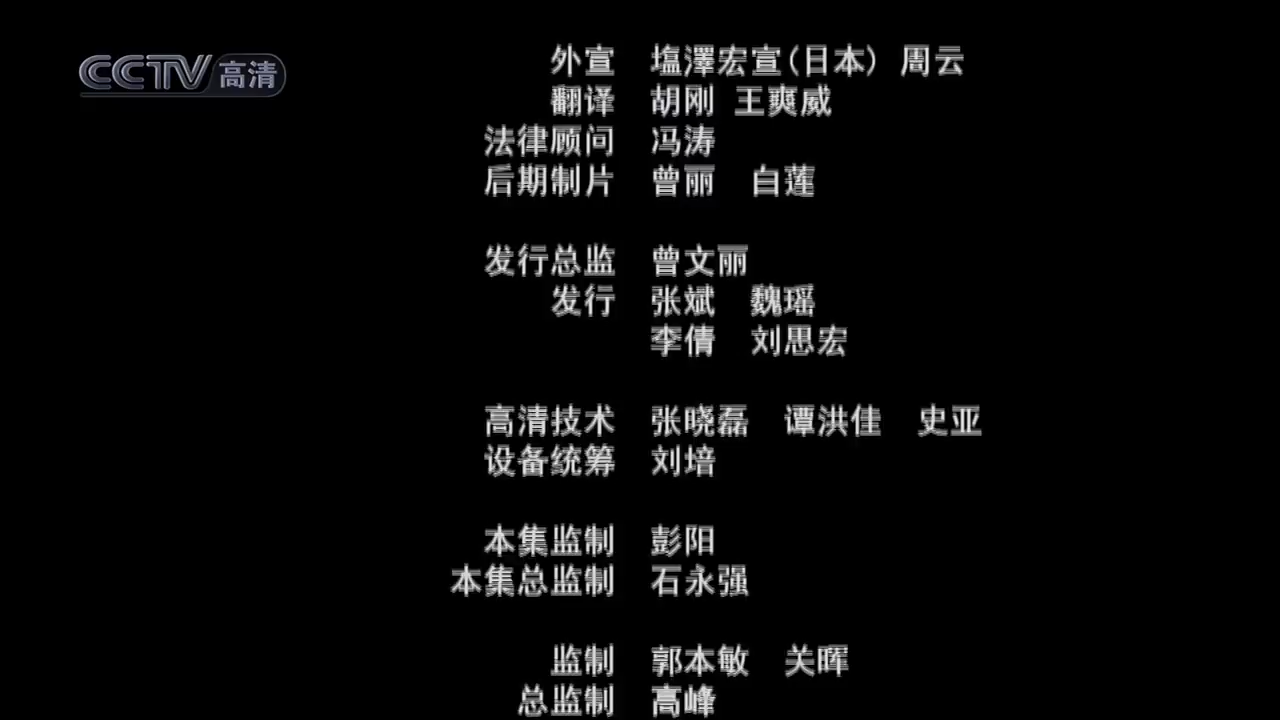 CCTV高清
外宣 塩澤宏宣(日本) 周云
翻译 胡刚 王爽威
法律顾问 冯涛
后期制片 曾丽 白莲
发行总监 曾文丽
发行 张斌 魏瑶
李倩 刘思宏
高清技术 张晓磊 谭洪佳 史亚
设备统筹 刘培
本集监制 彭阳
本集总监制 石永强
监制 郭本敏 关晖
总监制 高峰